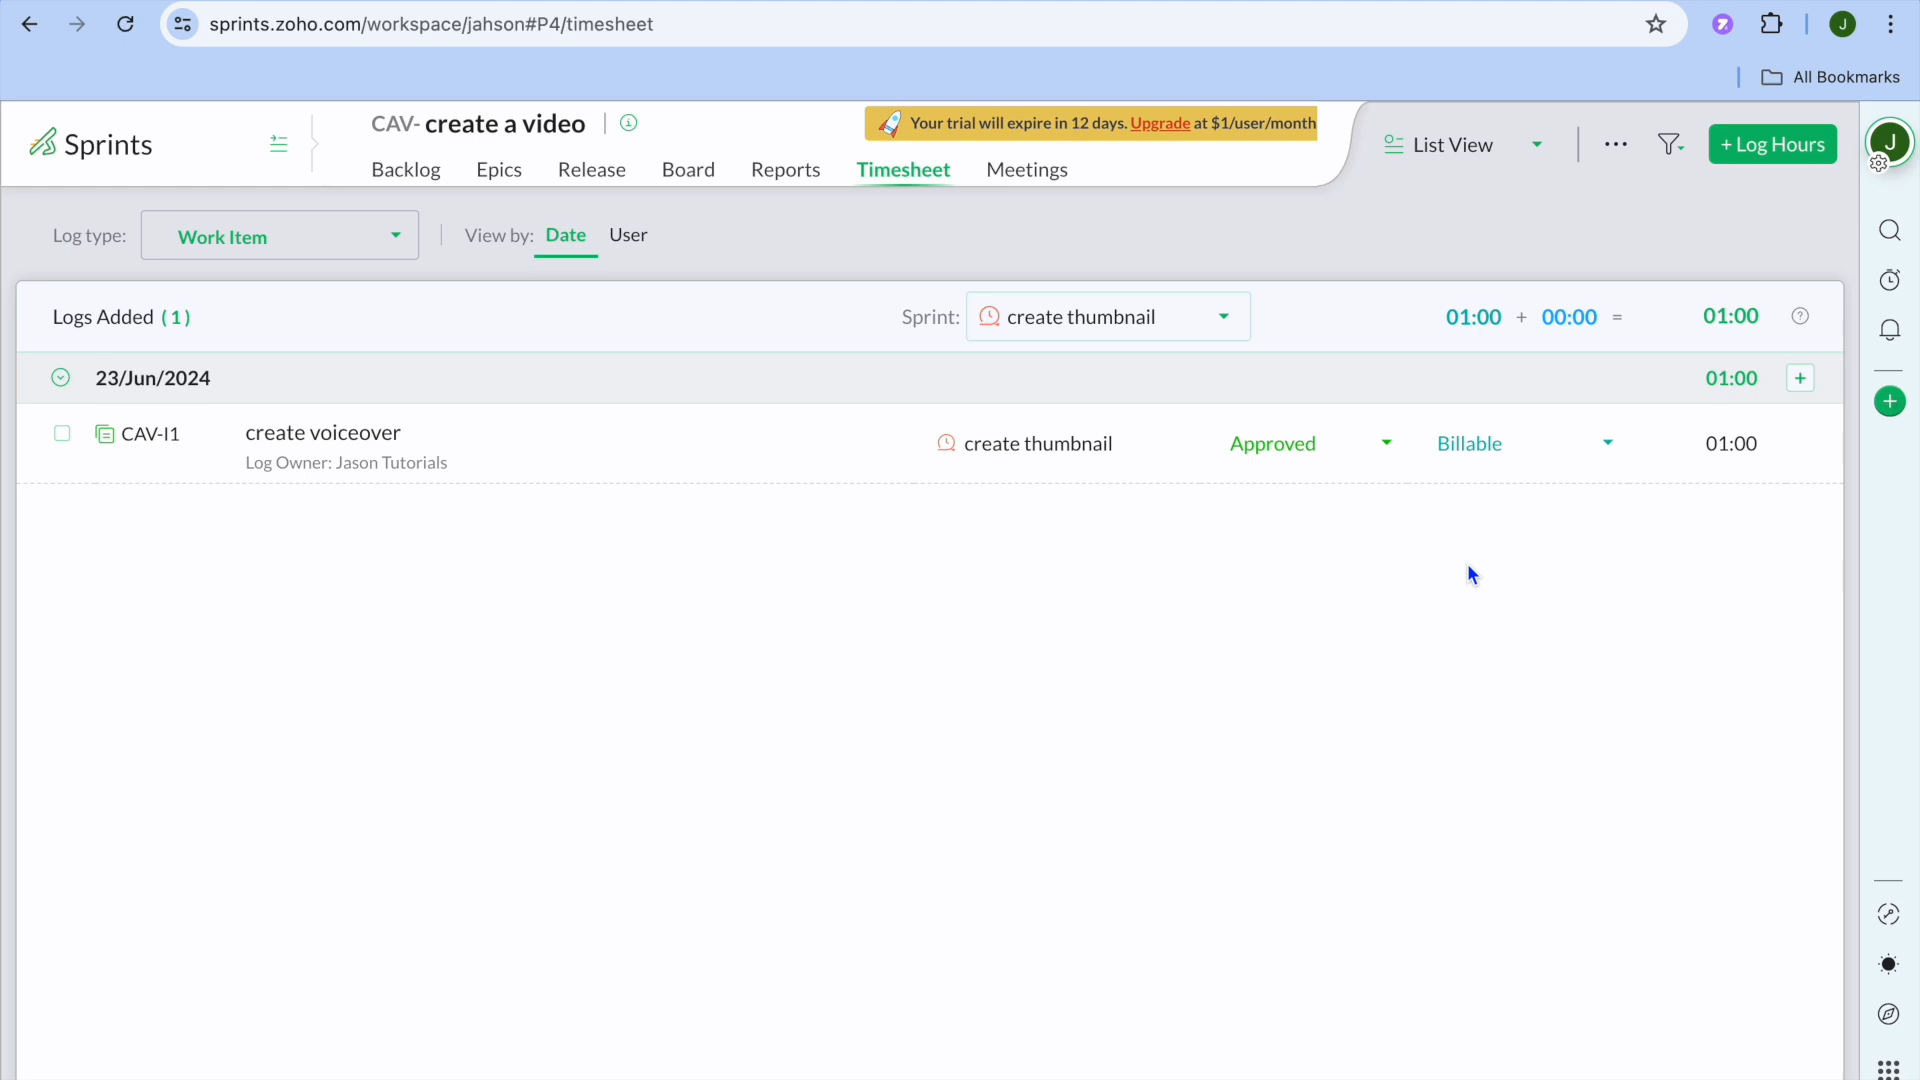 sprints.zoho.com/workspace/jahson#P4/timesheet
J
All Bookmarks
Sprints
CAV- create a video
Your trial will expire in 12 days. Upgrade at $1/user/month
Backlog Epics Release Board Reports Timesheet Meetings
List View
+ Log Hours
J
Log type: Work Item View by: Date User
Logs Added ( 1 ) Sprint: create thumbnail 01:00 + 00:00 = 01:00 ?
23/Jun/2024 01:00 +
CAV-I1 create voiceover create thumbnail Approved Billable 01:00
Log Owner: Jason Tutorials